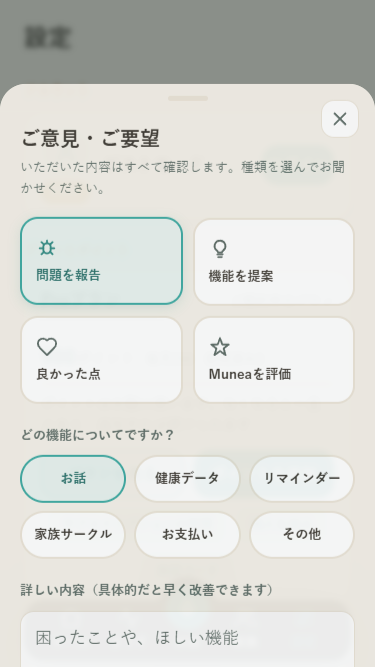 設定
ご意見・ご要望
いただいた内容はすべて確認します。種類を選んでお聞
かせください。
問題を報告
機能を提案
良かった点
Muneaを評価
どの機能についてですか？
お話
健康データ
リマインダー
家族サークル
お支払い
その他
詳しい内容（具体的だと早く改善できます）
困ったことや、ほしい機能